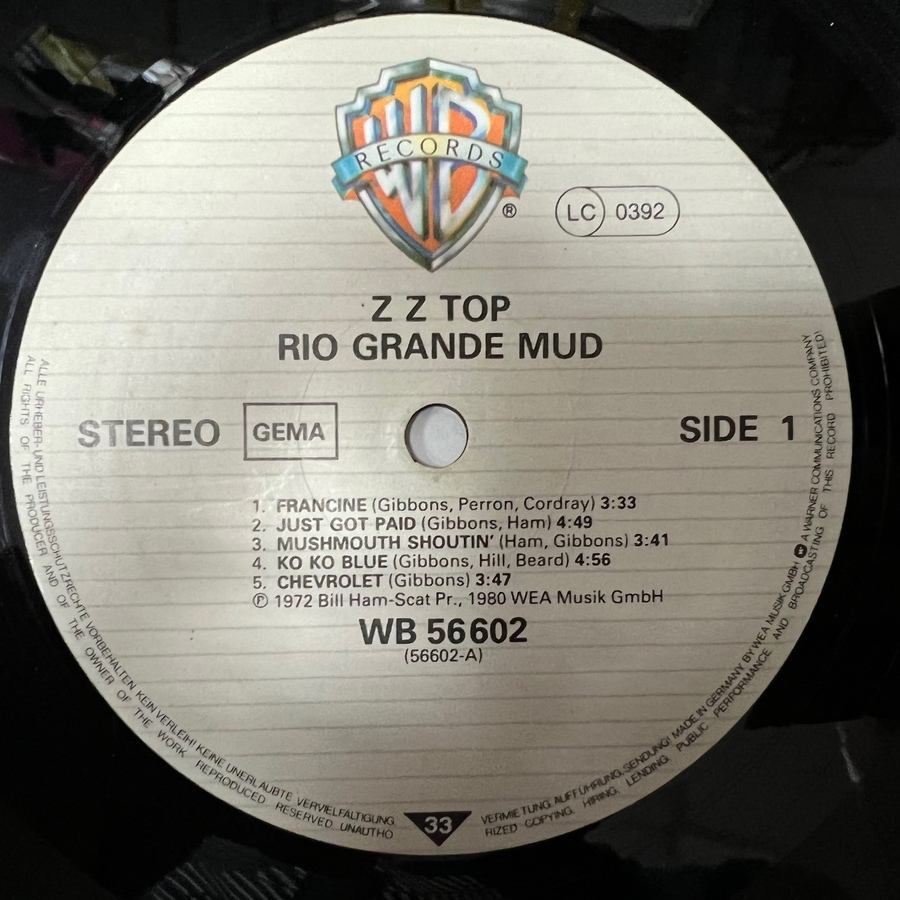 WB
RECORDS
®
LC 0392
Z Z TOP
RIO GRANDE MUD
STEREO GEMA SIDE 1
1. FRANCINE (Gibbons, Perron, Cordray) 3:33
2. JUST GOT PAID (Gibbons, Ham) 4:49
3. MUSHMOUTH SHOUTIN' (Ham, Gibbons) 3:41
4. KO KO BLUE (Gibbons, Hill, Beard) 4:56
5. CHEVROLET (Gibbons) 3:47
Ⓟ 1972 Bill Ham-Scat Pr., 1980 WEA Musik GmbH
WB 56602
(56602-A)
33
ALLE URHEBER- UND LEISTUNGSSCHUTZRECHTE VORBEHALTEN KEIN VERLEIH! KEINE UNERLAUBTE VERVIELFÄLTIGUNG VERMIETUNG, AUFFÜHRUNG, SENDUNG! MADE IN GERMANY BY WEA MUSIK GMBH A WARNER COMMUNICATIONS COMPANY
ALL RIGHTS OF THE PRODUCER AND OF THE OWNER OF THE WORK REPRODUCED RESERVED. UNAUTHORIZED COPYING, HIRING, LENDING, PUBLIC PERFORMANCE AND BROADCASTING OF THIS RECORD PROHIBITED!